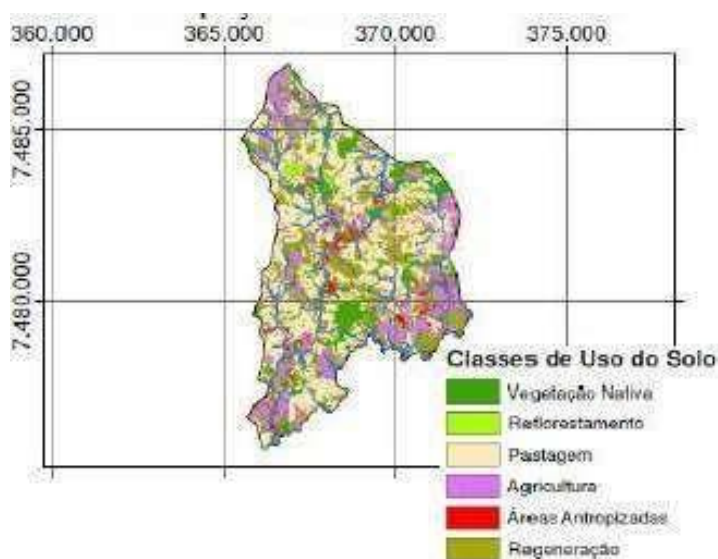 360.000 365.000 370.000 375.000
7.485.000
7.480.000
Classes de Uso do Solo
Vegetação Nativa
Reflorestamento
Pastagem
Agricultura
Áreas Antropizadas
Regeneração